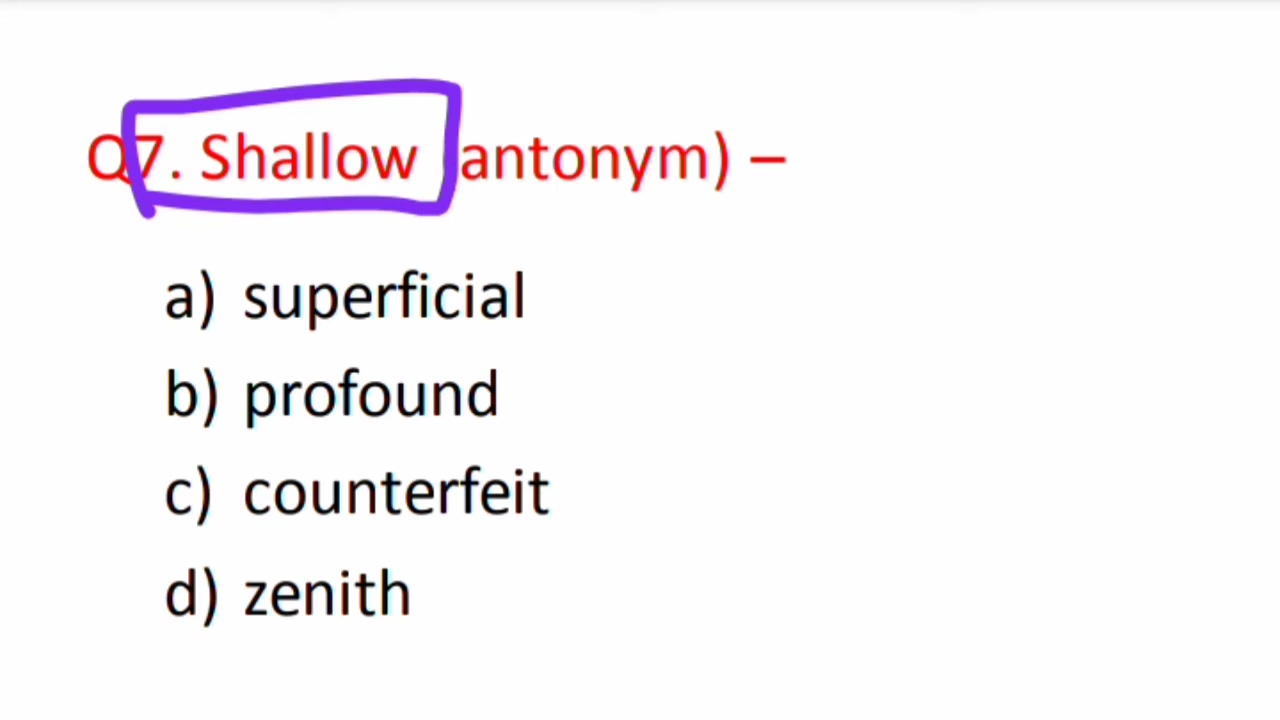 Q7. Shallow (antonym) –
a) superficial
b) profound
c) counterfeit
d) zenith